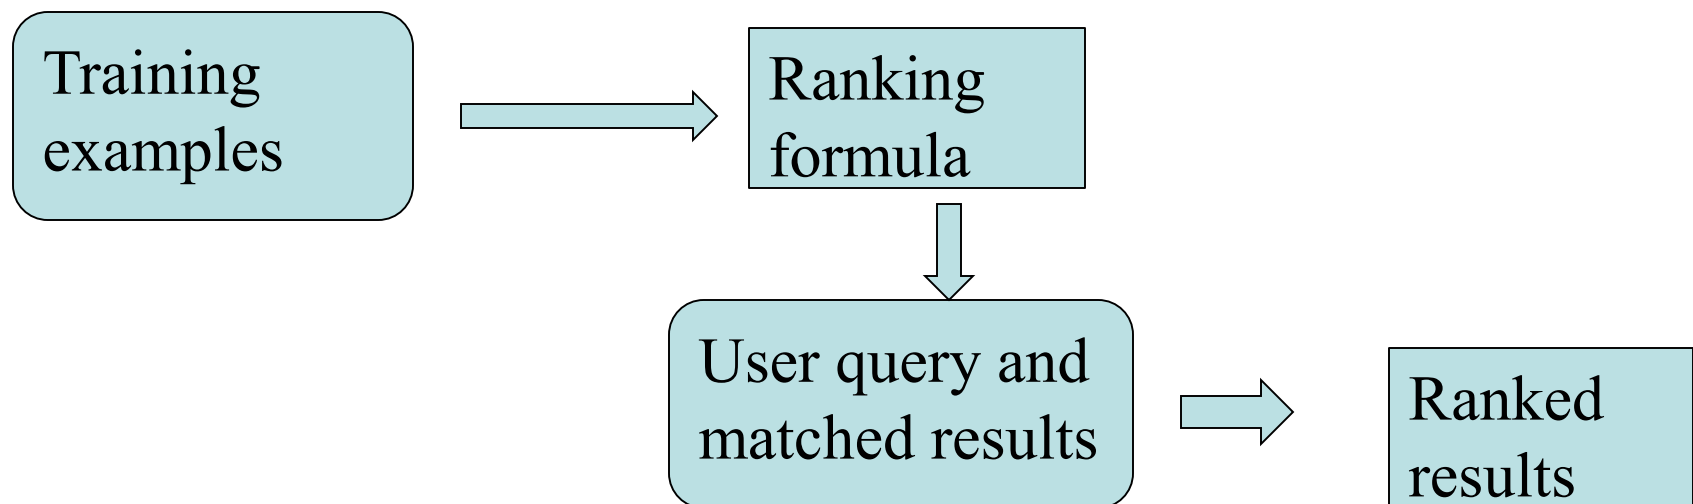 Training
examples
Ranking
formula
User query and
matched results
Ranked
results